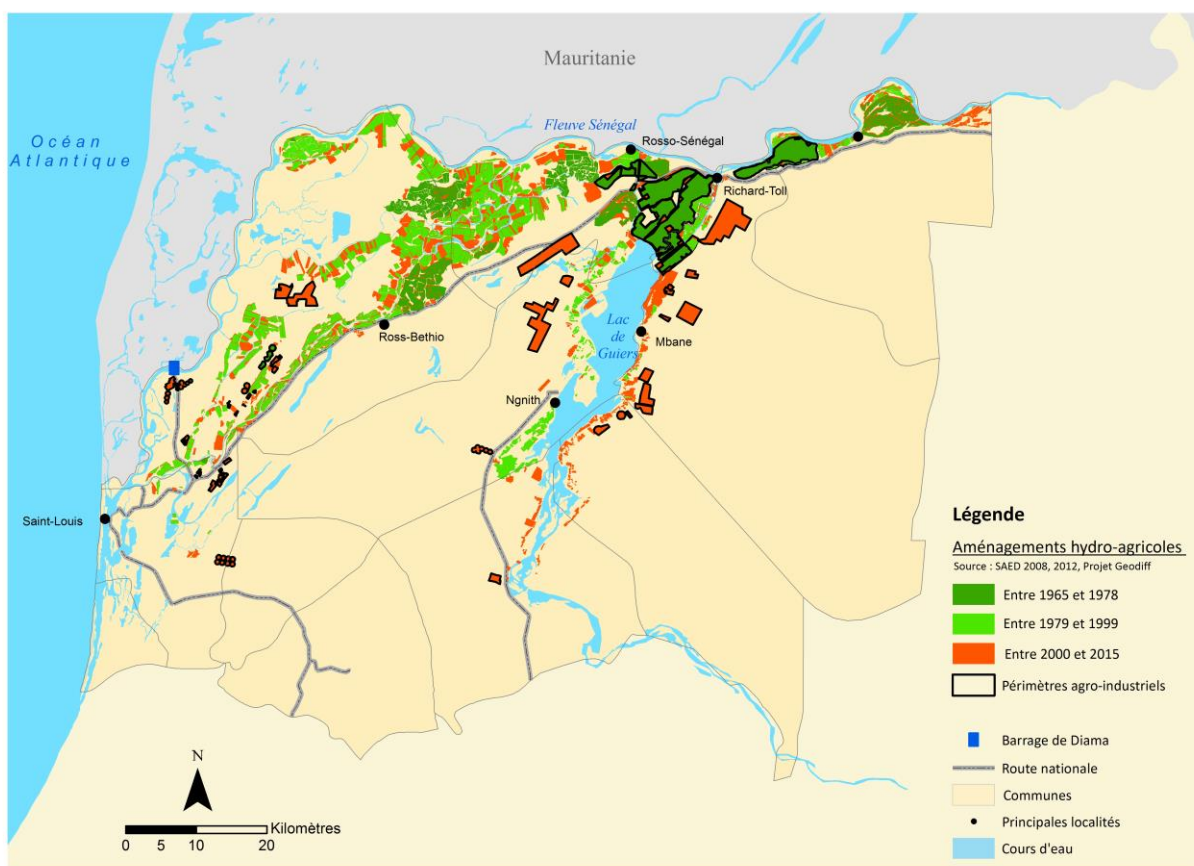 Mauritanie
Océan
Atlantique
Fleuve Sénégal
Rosso-Sénégal
Richard-Toll
Ross-Bethio
Lac
de
Guiers
Mbane
Ngnith
Saint-Louis
Légende
Aménagements hydro-agricoles
Source : SAED 2008, 2012, Projet Geodiff
Entre 1965 et 1978
Entre 1979 et 1999
Entre 2000 et 2015
Périmètres agro-industriels
Barrage de Diama
Route nationale
Communes
Principales localités
Cours d'eau
N
Kilomètres
0 5 10 20